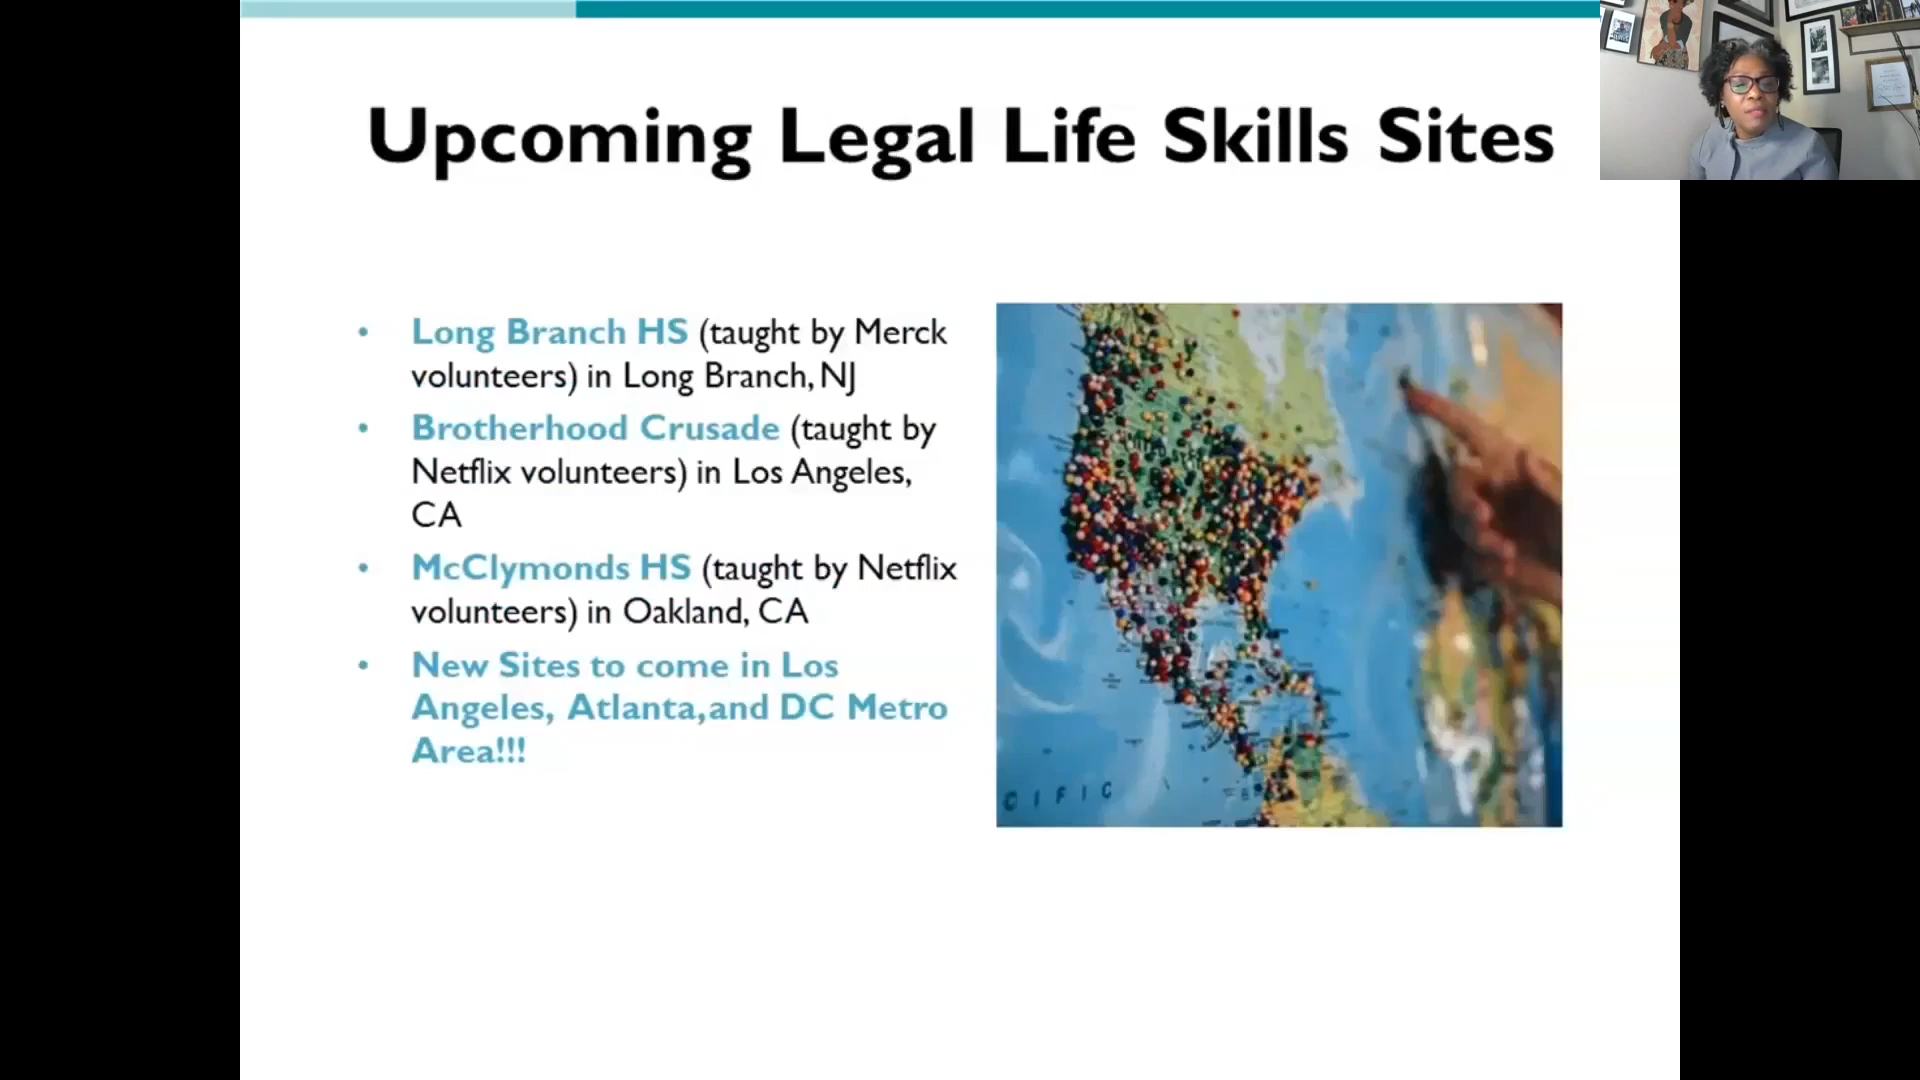 Upcoming Legal Life Skills Sites
• Long Branch HS (taught by Merck
volunteers) in Long Branch, NJ
• Brotherhood Crusade (taught by
Netflix volunteers) in Los Angeles,
CA
• McClymonds HS (taught by Netflix
volunteers) in Oakland, CA
• New Sites to come in Los
Angeles, Atlanta,and DC Metro
Area!!!
CIFIC